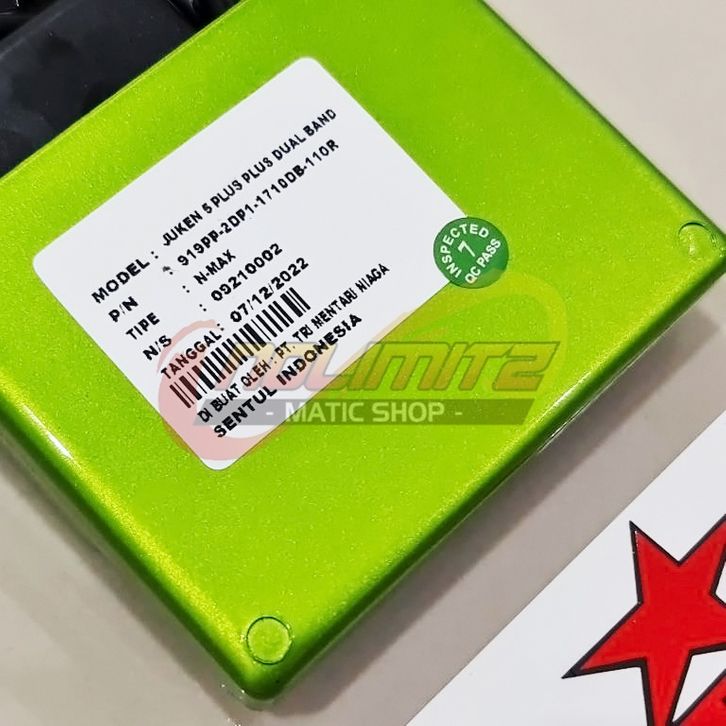 MODEL : JUKEN 5 PLUS PLUS DUAL BAND
P/N : 919PP-2DP1-1710DB-110R
TIPE : N-MAX
N/S : 09210002
TANGGAL : 07/12/2022
DI BUAT OLEH : PT. TRI MENTARI NIAGA
SENTUL INDONESIA
INSPECTED
7
QC PASS
NOLIMITZ
- MATIC SHOP -